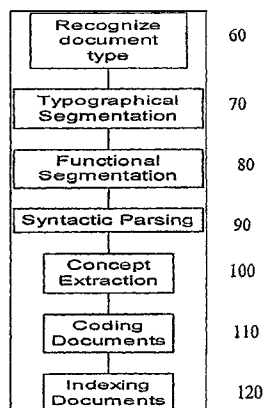 Recognize
document
type
60
Typographical
Segmentation
70
Functional
Segmentation
80
Syntactic Parsing
90
Concept
Extraction
100
Coding
Documents
110
Indexing
Documents
120